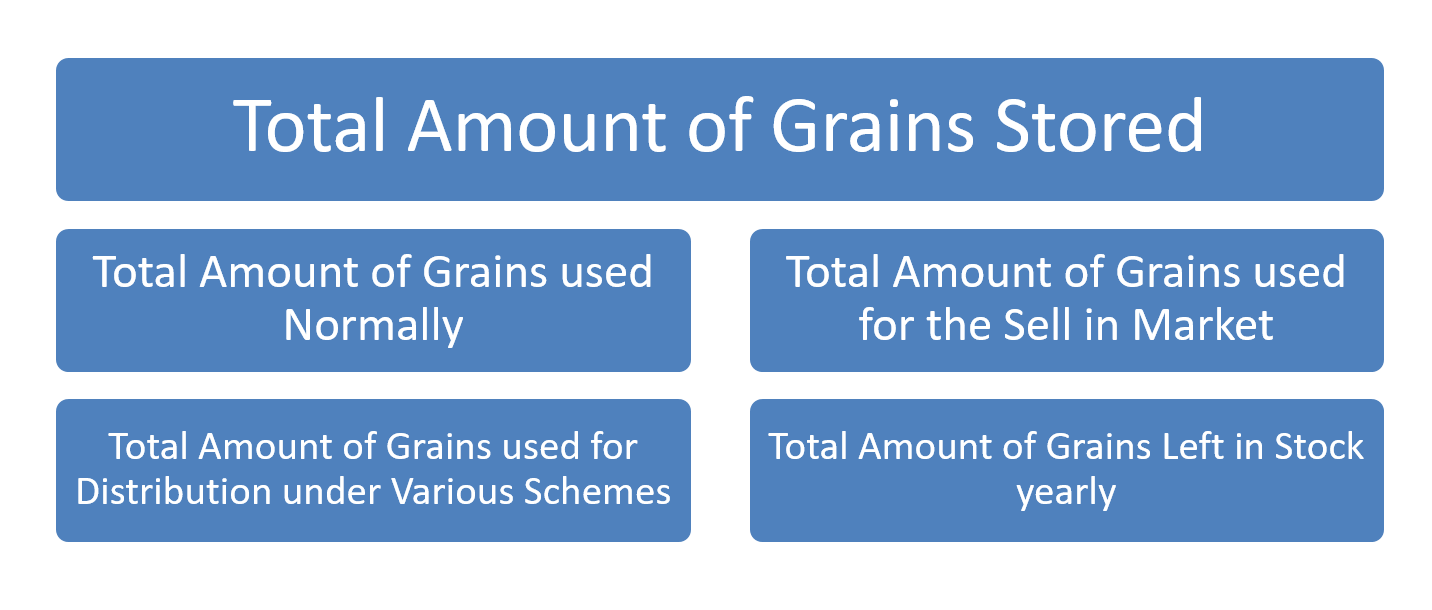 Total Amount of Grains Stored
Total Amount of Grains used
Normally
Total Amount of Grains used
for the Sell in Market
Total Amount of Grains used for
Distribution under Various Schemes
Total Amount of Grains Left in Stock
yearly